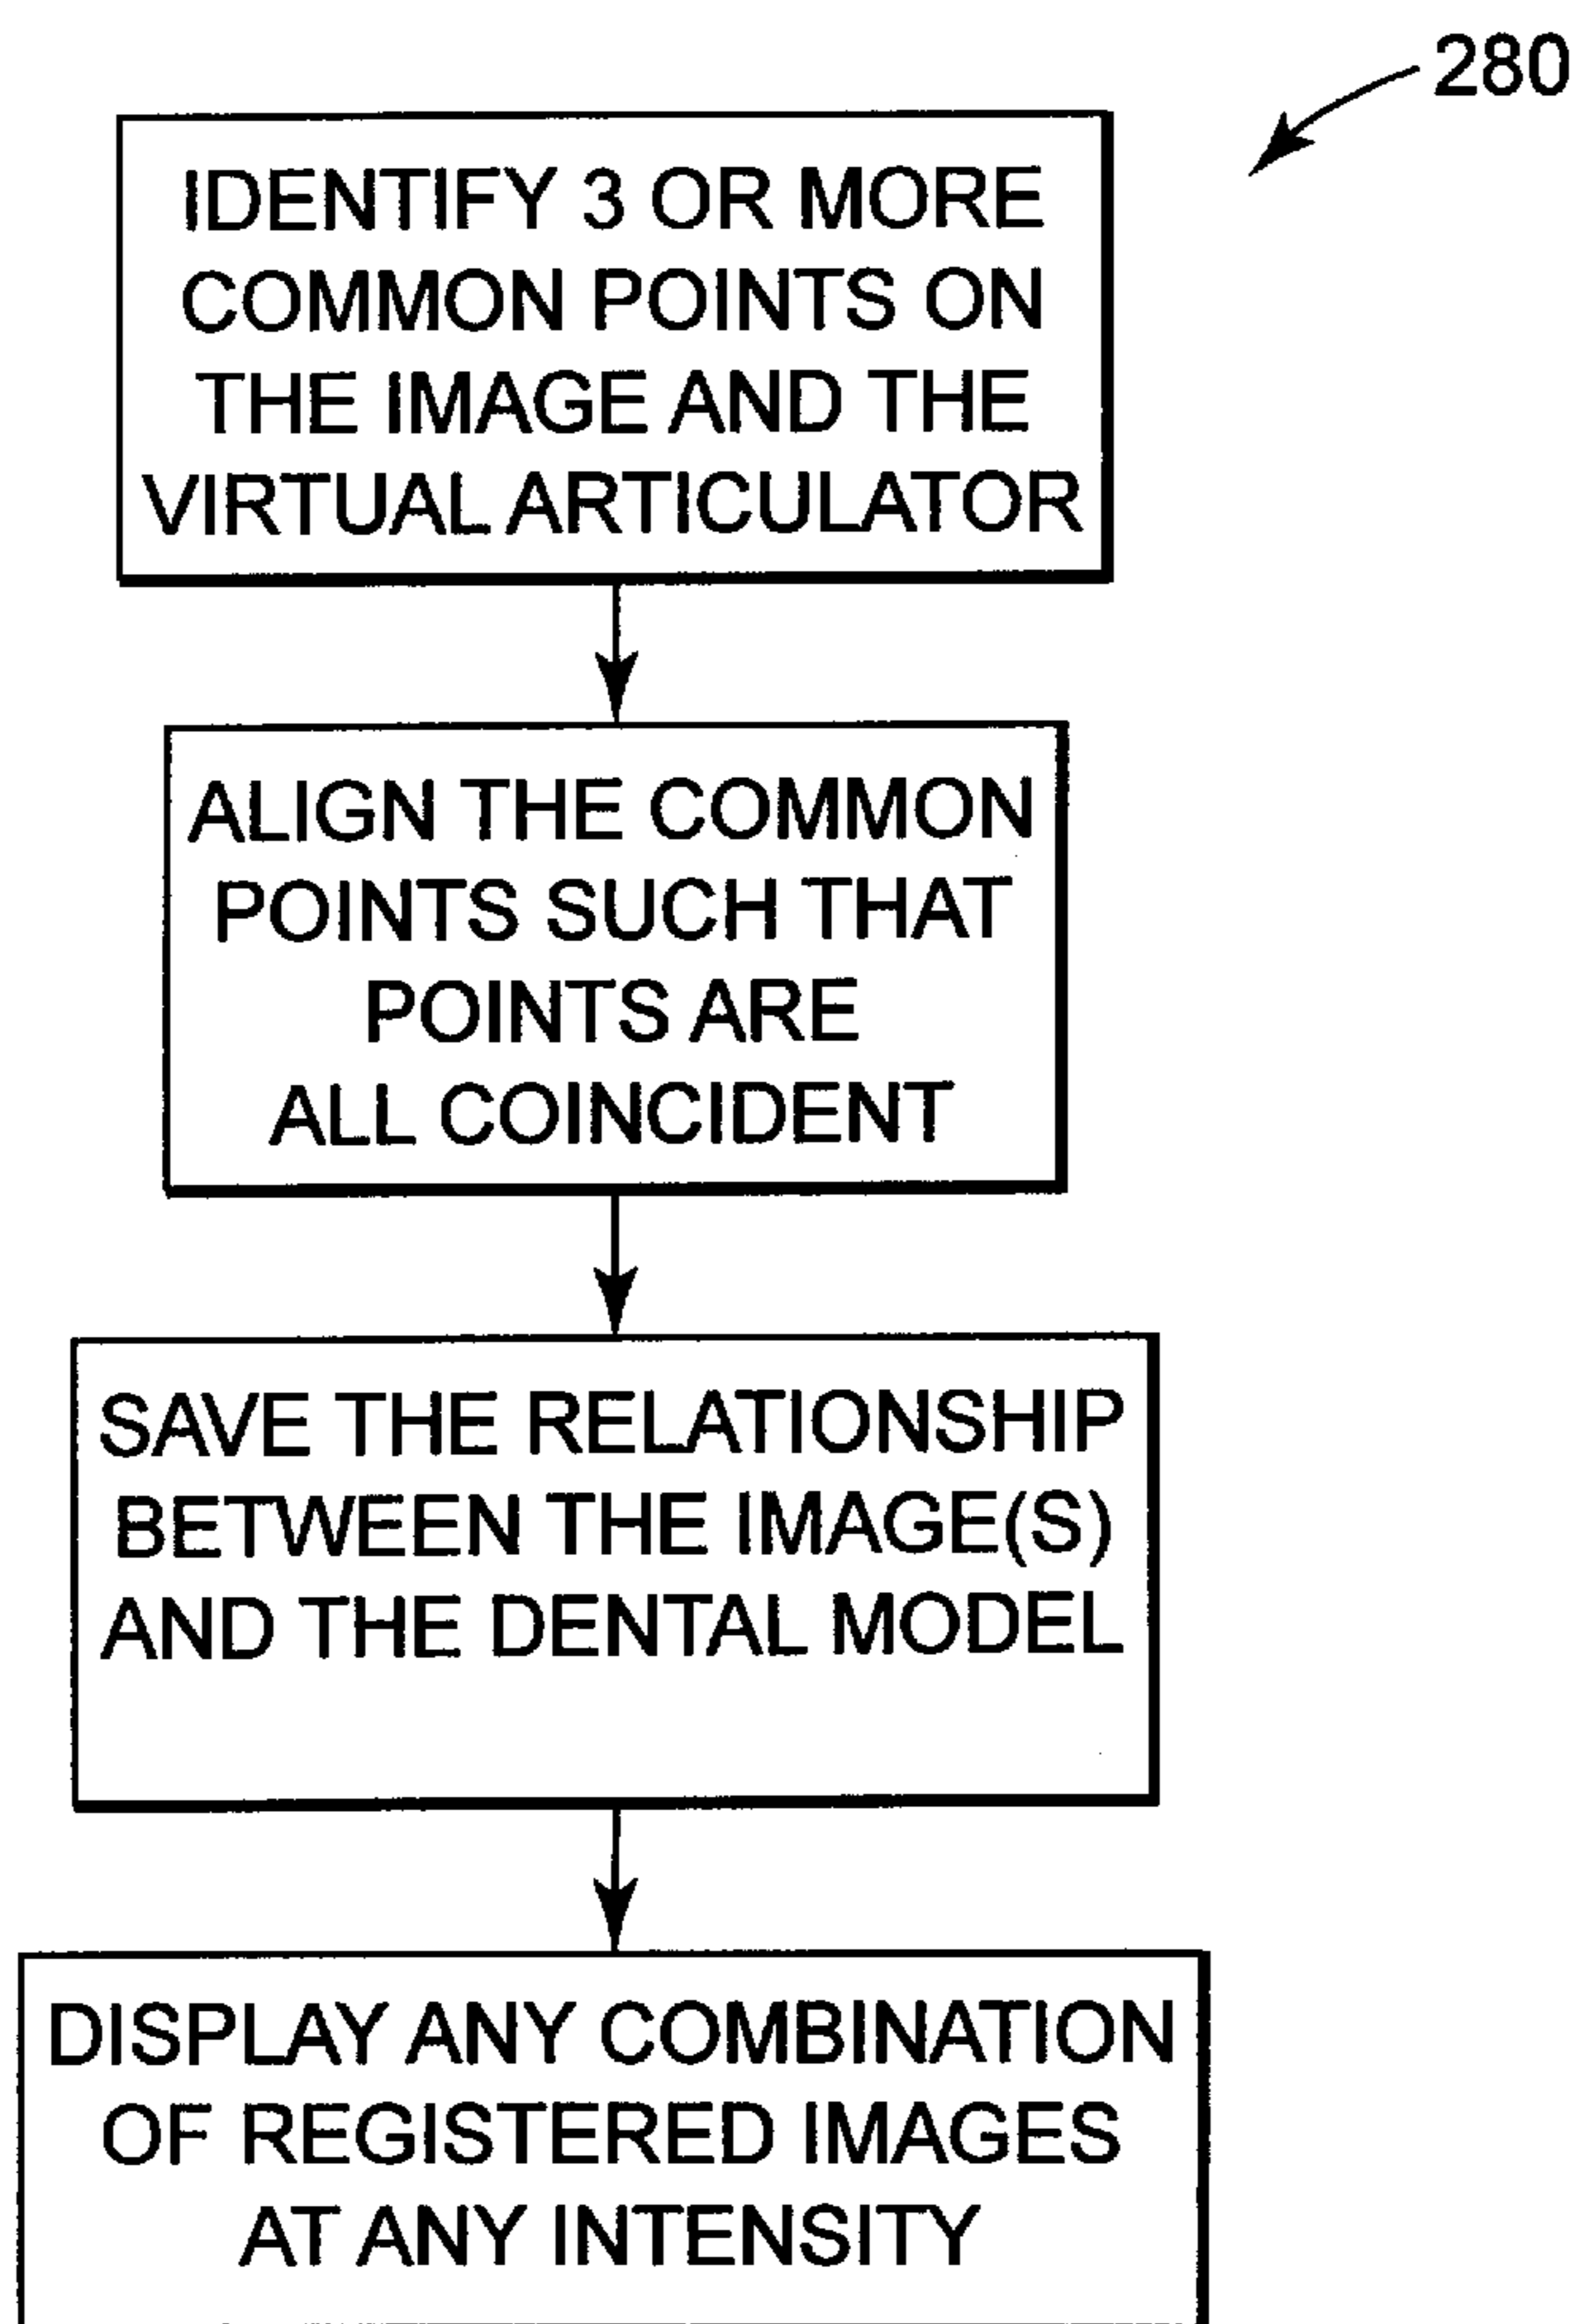 280
IDENTIFY 3 OR MORE
COMMON POINTS ON
THE IMAGE AND THE
VIRTUAL ARTICULATOR
ALIGN THE COMMON
POINTS SUCH THAT
POINTS ARE
ALL COINCIDENT
SAVE THE RELATIONSHIP
BETWEEN THE IMAGE(S)
AND THE DENTAL MODEL
DISPLAY ANY COMBINATION
OF REGISTERED IMAGES
AT ANY INTENSITY